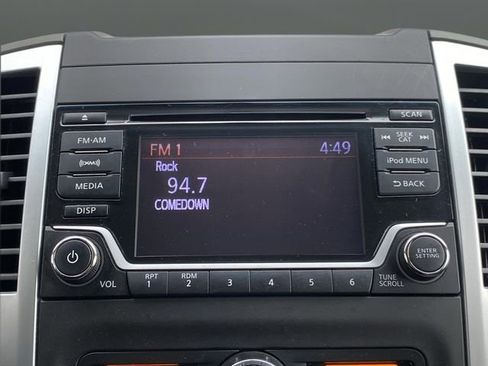 SCAN
FM·AM
SEEK
CAT
((XM))
iPod MENU
MEDIA
BACK
DISP
FM 1 4:49
Rock
94.7
COMEDOWN
VOL
RPT
1
RDM
2
3
4
5
6
TUNE
SCROLL
ENTER
SETTING